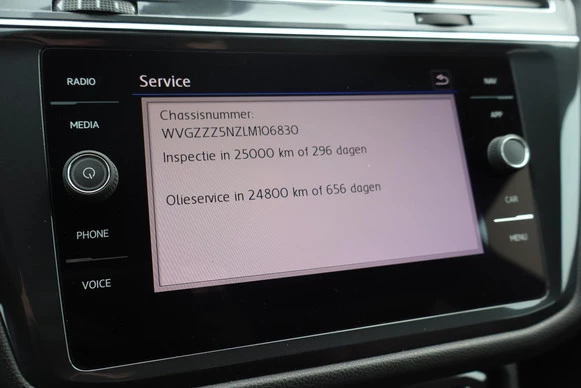 RADIO
Service
NAV
MEDIA
APP
Chassisnummer:
WVGZZZ5NZLM106830
Inspectie in 25000 km of 296 dagen
Olieservice in 24800 km of 656 dagen
CAR
PHONE
MENU
VOICE